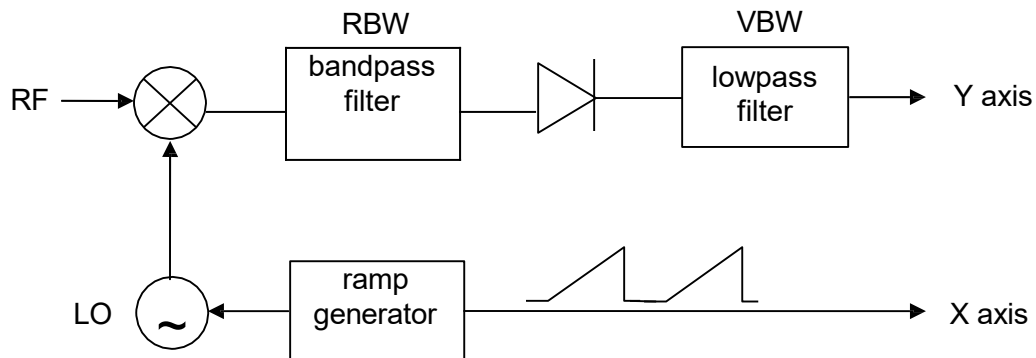 RBW
VBW
bandpass
filter
lowpass
filter
RF
Y axis
ramp
generator
LO
~
X axis